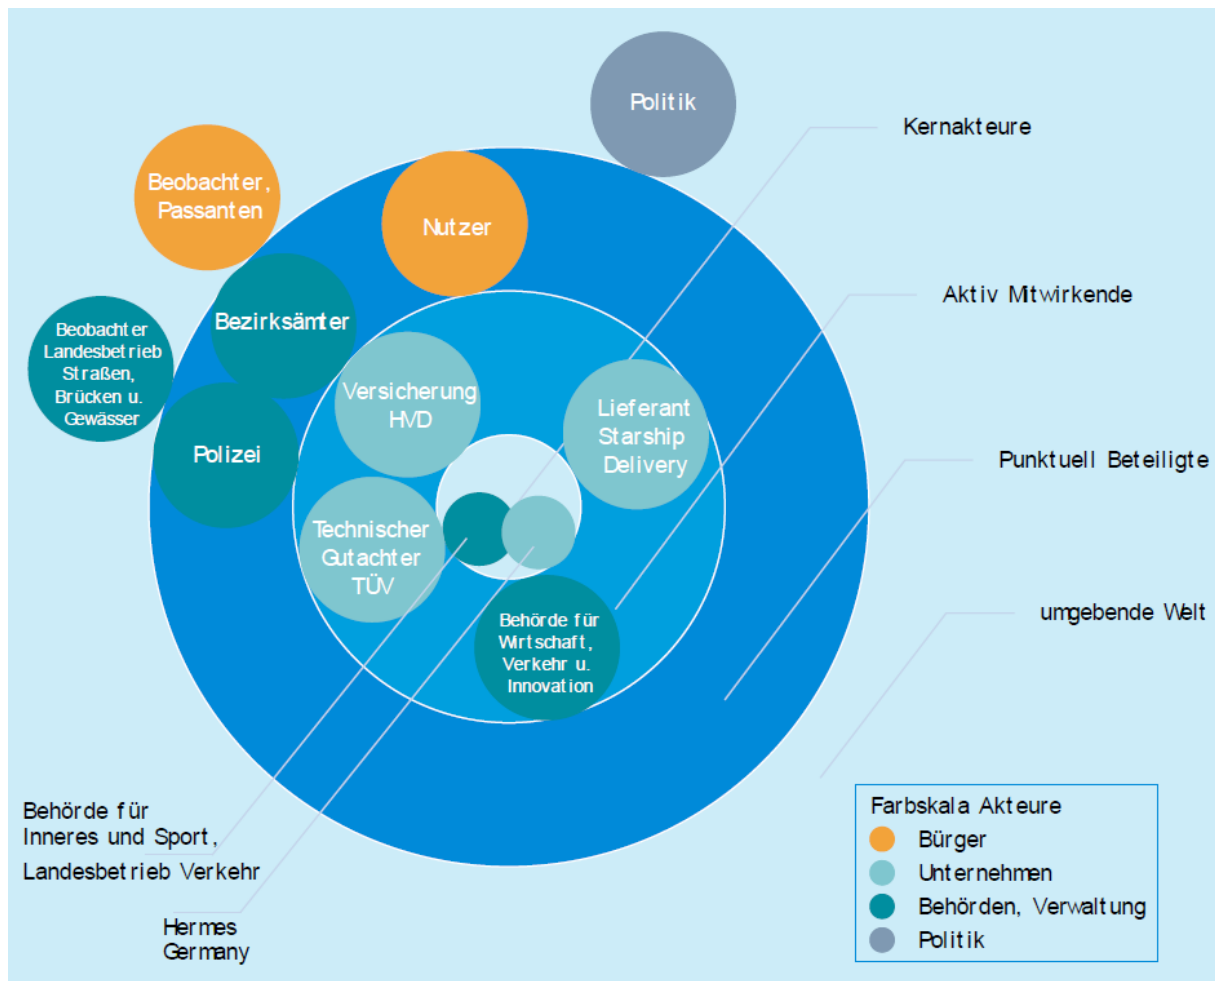 Politik
Kernakteure
Beobachter,
Passanten
Nutzer
Aktiv Mitwirkende
Bezirksämter
Beobachter
Landesbetrieb
Straßen,
Brücken u.
Gewässer
Versicherung
HVD
Lieferant
Starship
Delivery
Polizei
Punktuell Beteiligte
Technischer
Gutachter
TÜV
Behörde für
Wirtschaft,
Verkehr u.
Innovation
umgebende Welt
Behörde für
Inneres und Sport,
Landesbetrieb Verkehr
Hermes
Germany
Farbskala Akteure
Bürger
Unternehmen
Behörden, Verwaltung
Politik